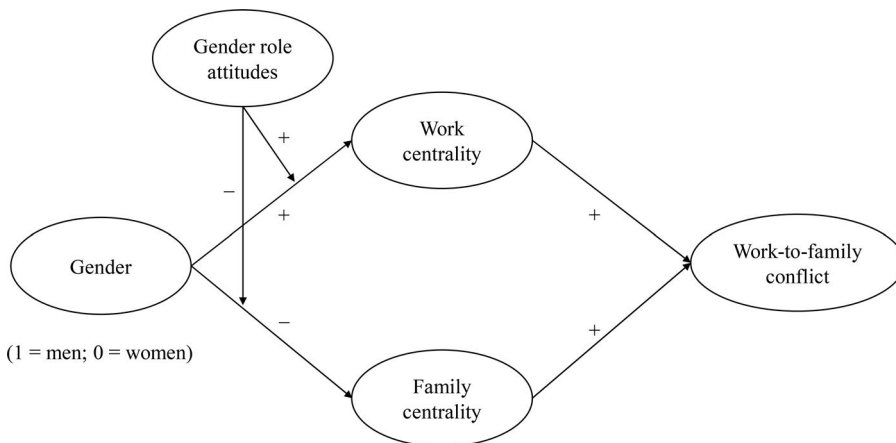 Gender role
attitudes
+
Work
centrality
−
+
+
Gender
Work-to-family
conflict
−
+
(1 = men; 0 = women)
Family
centrality